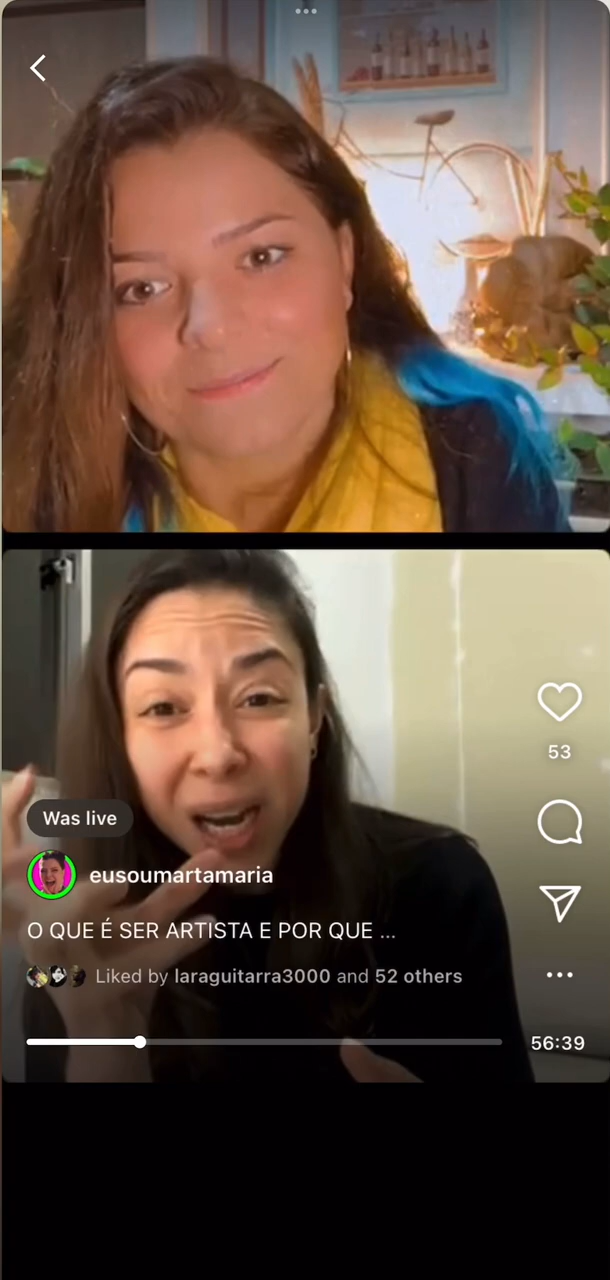 Was live
eusoumartamaria
O QUE É SER ARTISTA E POR QUE ...
Liked by laraguitarra3000 and 52 others
53
56:39